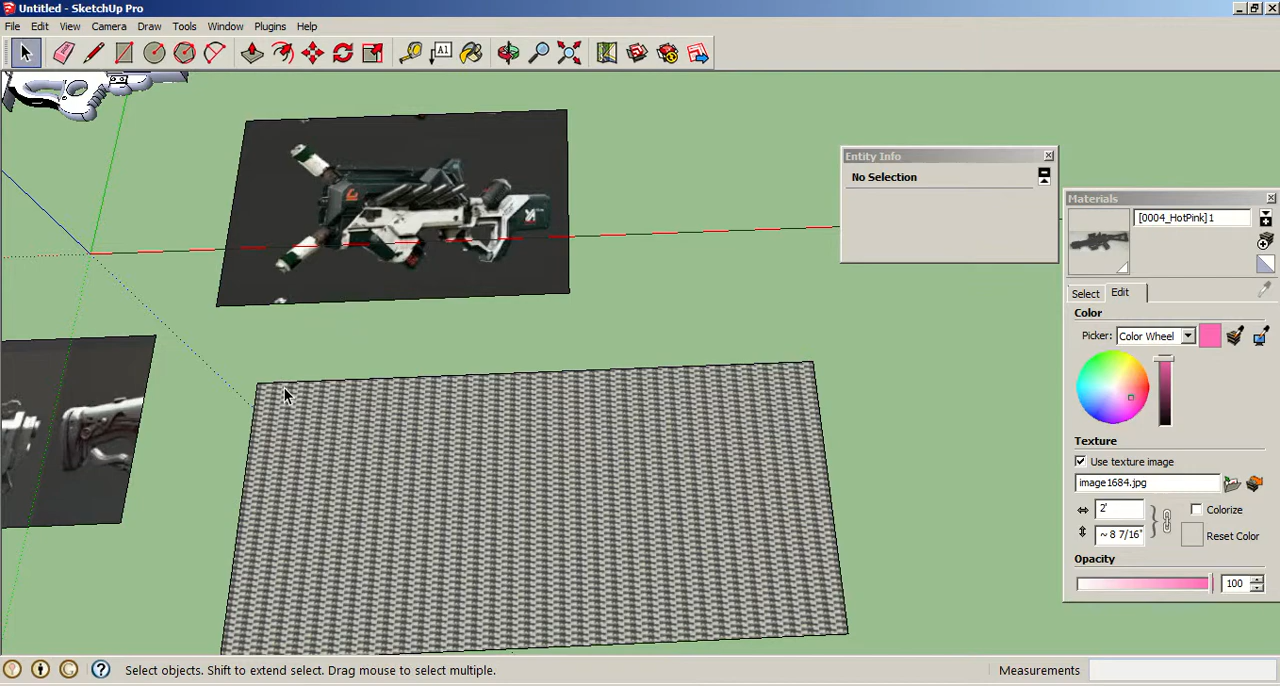 Untitled - SketchUp Pro
File Edit View Camera Draw Tools Window Plugins Help
A1
Entity Info
No Selection
Materials
[0004_HotPink]1
Select Edit
Color
Picker: Color Wheel
Texture
Use texture image
image1684.jpg
2'
Colorize
~ 8 7/16"
Reset Color
Opacity
100
Select objects. Shift to extend select. Drag mouse to select multiple.
Measurements